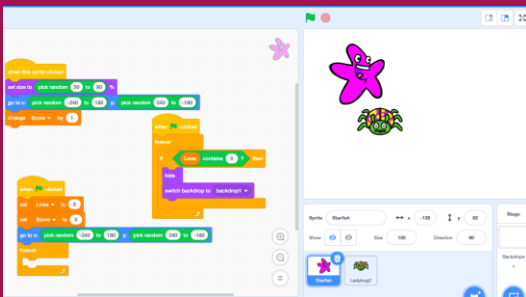 when this sprite clicked
set size to pick random 50 to 80 %
go to x: pick random -240 to 180 y: pick random 240 to -180
change Score by 1
when clicked
forever
if Lives contains 0 ? then
hide
switch backdrop to backdrop1
when clicked
set Lives to 5
set Score to 0
go to x: pick random -240 to 180 y: pick random 240 to -180
forever
Sprite Starfish x -128 y 82
Show Size 100 Direction 90
Starfish Ladybug2
Stage
Backdrops
1